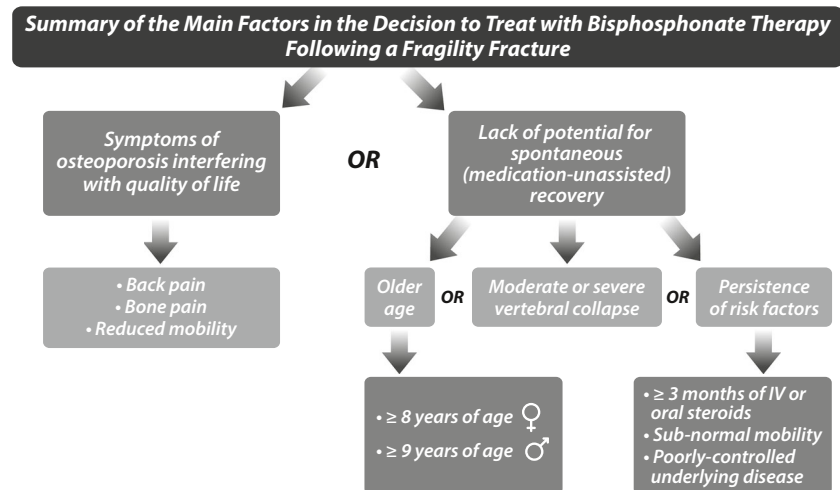 Summary of the Main Factors in the Decision to Treat with Bisphosphonate Therapy
Following a Fragility Fracture
Symptoms of
osteoporosis interfering
with quality of life
OR
Lack of potential for
spontaneous
(medication-unassisted)
recovery
• Back pain
• Bone pain
• Reduced mobility
Older
age
OR
Moderate or severe
vertebral collapse
OR
Persistence
of risk factors
• ≥ 8 years of age ♀
• ≥ 9 years of age ♂
• ≥ 3 months of IV or
oral steroids
• Sub-normal mobility
• Poorly-controlled
underlying disease